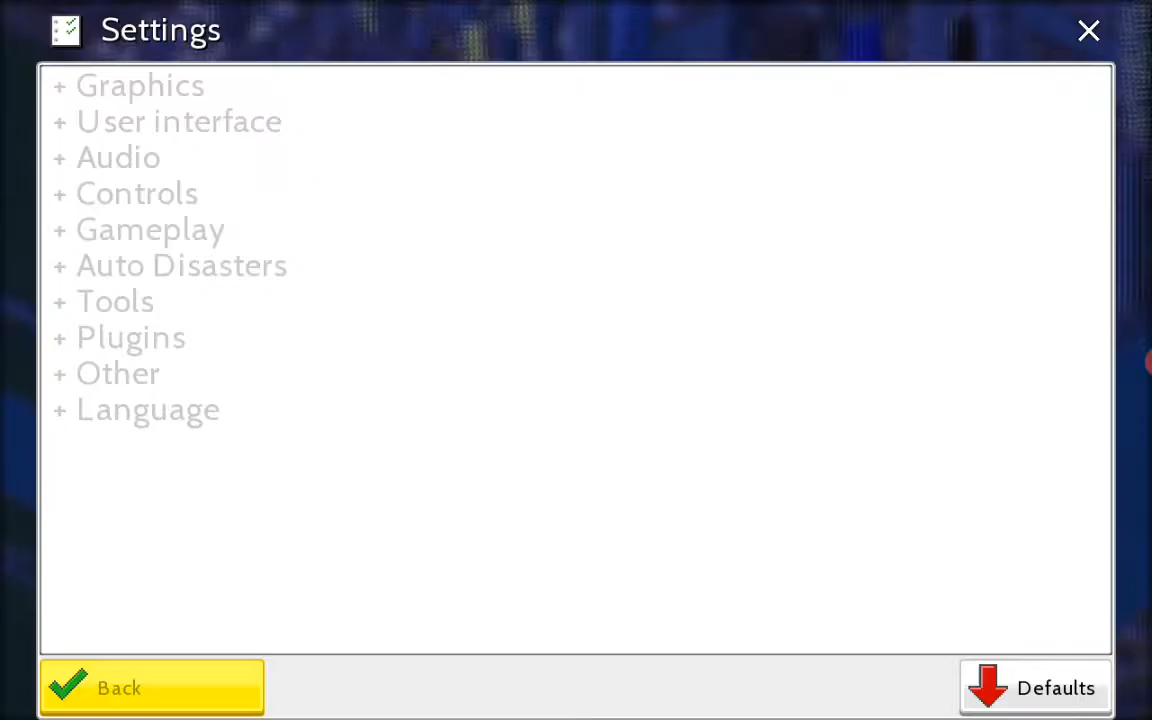 Settings
+ Graphics
+ User interface
+ Audio
+ Controls
+ Gameplay
+ Auto Disasters
+ Tools
+ Plugins
+ Other
+ Language
Back
Defaults